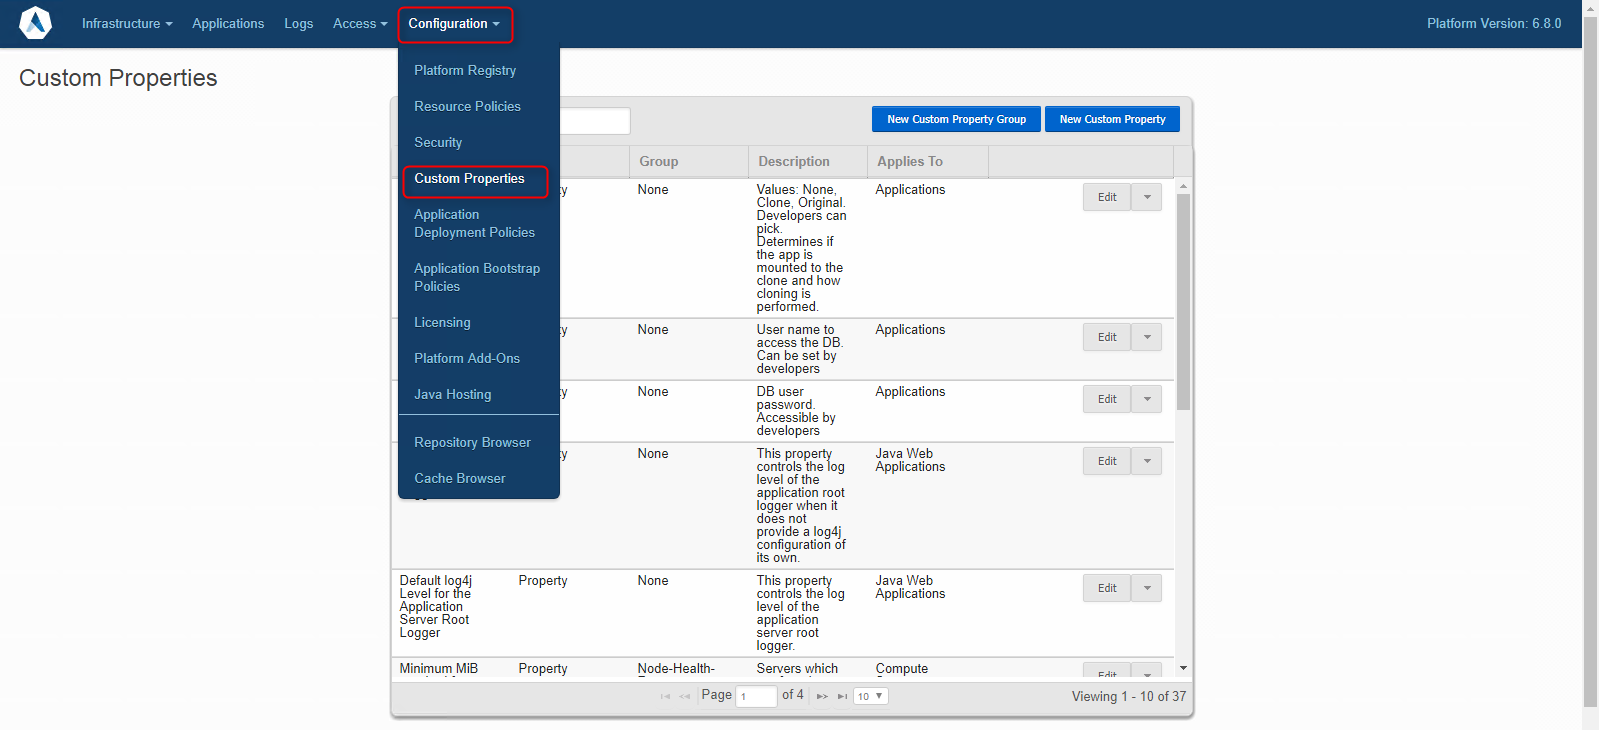 Infrastructure
Applications
Logs
Access
Configuration
Platform Version: 6.8.0
Custom Properties
Platform Registry
Resource Policies
Security
Custom Properties
Application
Deployment Policies
Application Bootstrap
Policies
Licensing
Platform Add-Ons
Java Hosting
Repository Browser
Cache Browser
New Custom Property Group
New Custom Property
Group
Description
Applies To
None
Values: None,
Clone, Original.
Developers can
pick.
Determines if
the app is
mounted to the
clone and how
cloning is
performed.
Applications
Edit
None
User name to
access the DB.
Can be set by
developers
Applications
Edit
None
DB user
password.
Accessible by
developers
Applications
Edit
None
This property
controls the log
level of the
application root
logger when it
does not
provide a log4j
configuration of
its own.
Java Web
Applications
Edit
Default log4j
Level for the
Application
Server Root
Logger
Property
None
This property
controls the log
level of the
application
server root
logger.
Java Web
Applications
Edit
Minimum MiB
Property
Node-Health-
Servers which
Compute
Edit
Page
1
of 4
10
Viewing 1 - 10 of 37